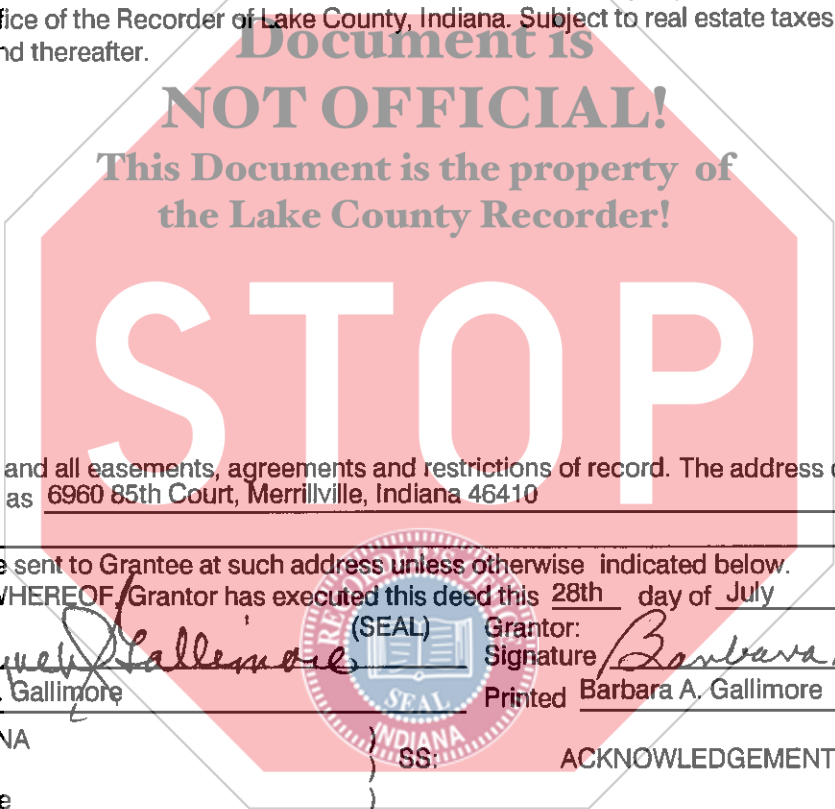 fice of the Recorder of Lake County, Indiana. Subject to real estate taxes
nd thereafter.
Document is
NOT OFFICIAL!
This Document is the property of
the Lake County Recorder!
STOP
and all easements, agreements and restrictions of record. The address o
as 6960 85th Court, Merrillville, Indiana 46410
e sent to Grantee at such address unless otherwise indicated below.
WHEREOF, Grantor has executed this deed this 28th day of July
(SEAL) Grantor:
Gallimore Signature Barbara
. Gallimore Printed Barbara A. Gallimore
RECORDER'S
SEAL
INDIANA
NA
SS: ACKNOWLEDGEMENT
e